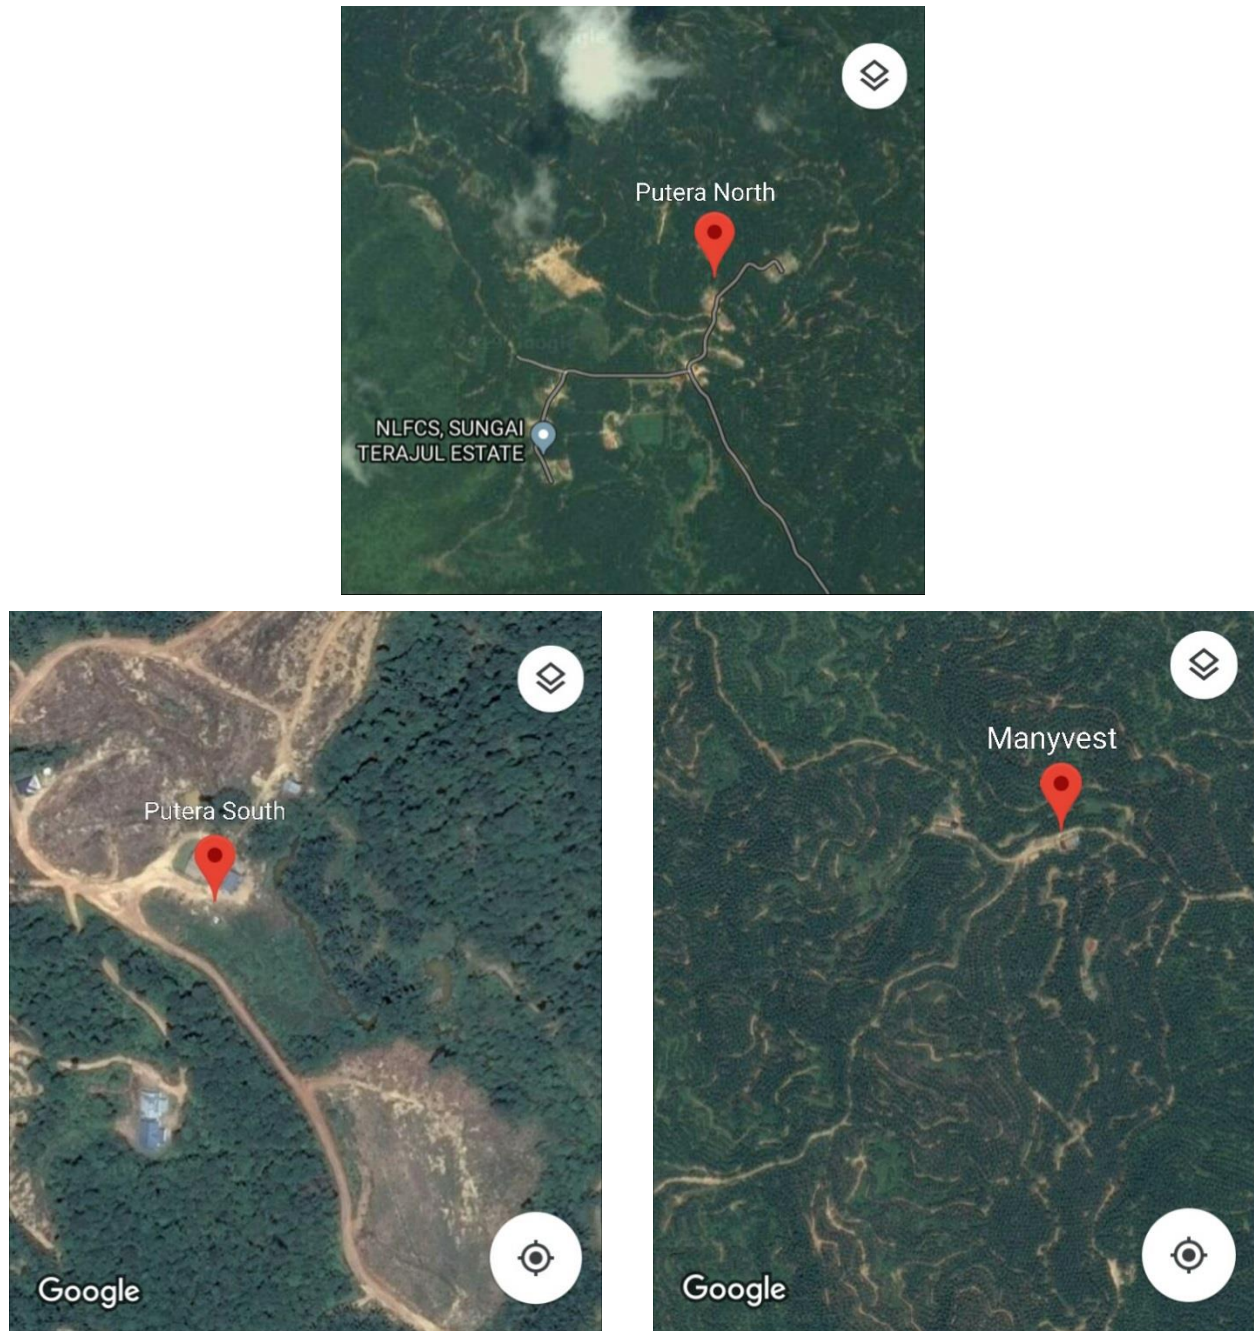 Putera North
NLFCS, SUNGAI
TERAJUL ESTATE
Putera South
Google
Manyvest
Google